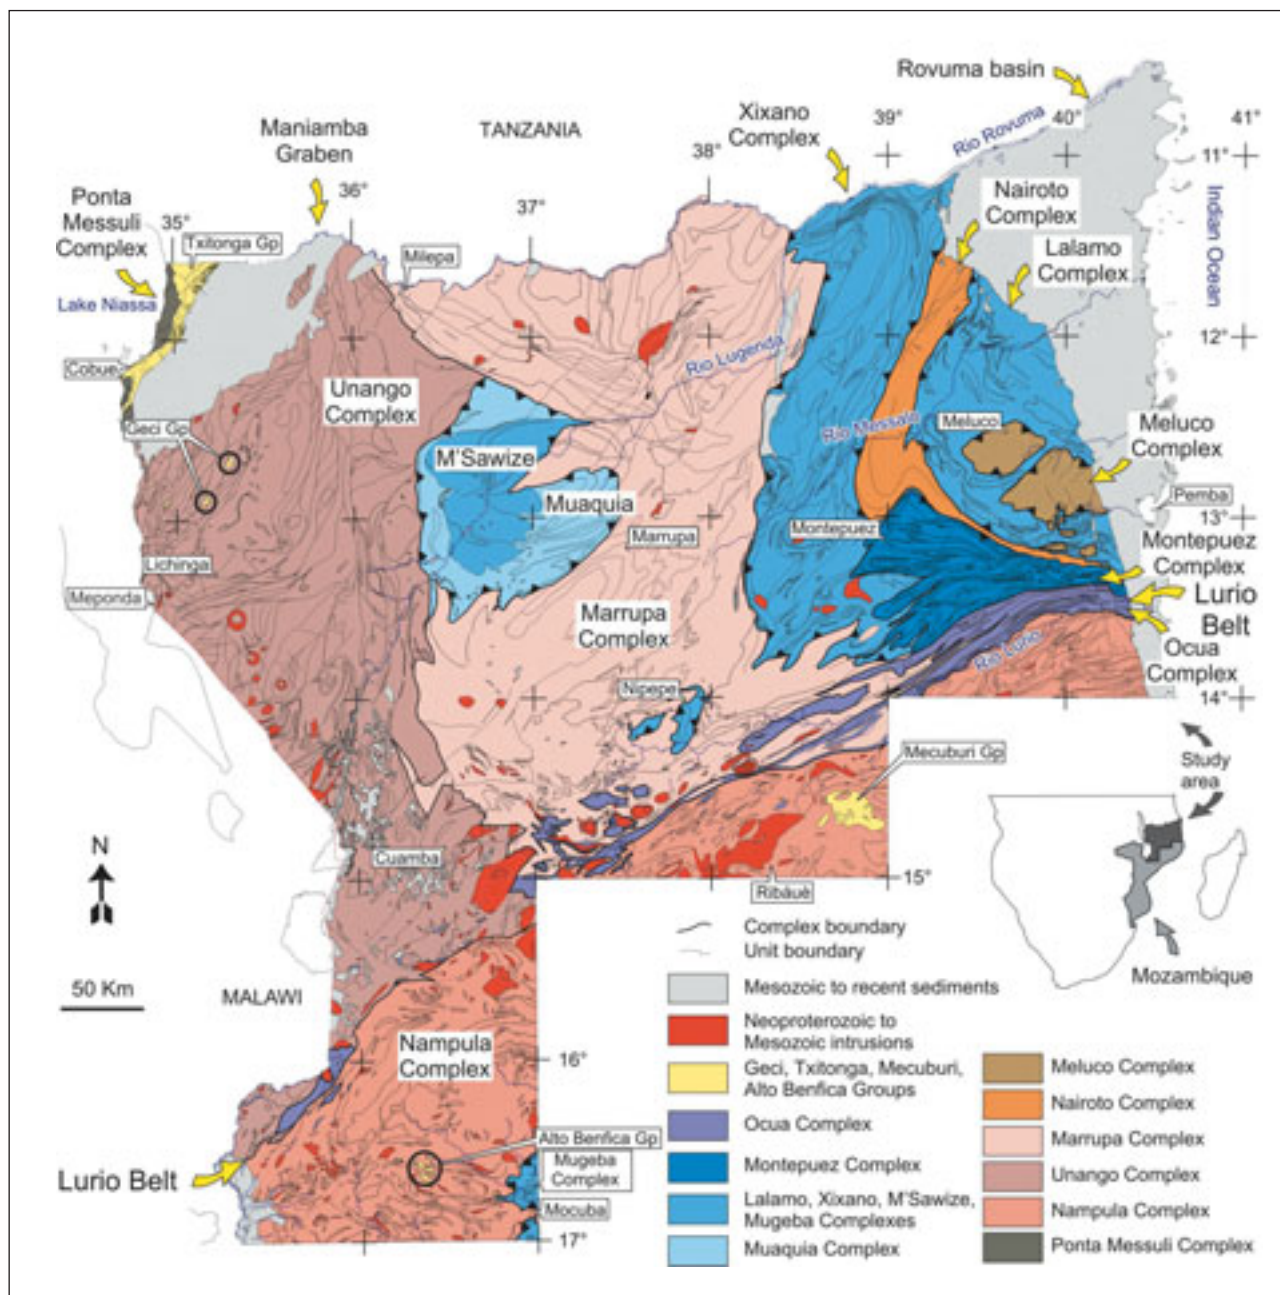 Rovuma basin
Xixano
Complex
Maniamba
Graben
TANZANIA
39°
40°
41°
Rio Rovuma
11°
38°
36°
37°
35°
Ponta
Messuli
Complex
Txitonga Gp
Milepa
Nairoto
Complex
Lalamo
Complex
Indian Ocean
Lake Niassa
12°
Rio Lugenda
Cobue
Unango
Complex
Geci Gp
M'Sawize
Rio Messalo
Meluco
Meluco
Complex
Muaquia
Pemba
13°
Marrupa
Montepuez
Montepuez
Complex
Lichinga
Meponda
Lurio
Belt
Marrupa
Complex
Rio Lurio
Ocua
Complex
Nipepe
14°
Mecuburi Gp
Study
area
N
Cuamba
15°
Ribáuè
Complex boundary
Unit boundary
Mozambique
50 Km
MALAWI
Mesozoic to recent sediments
Neoproterozoic to
Mesozoic intrusions
Nampula
Complex
16°
Geci, Txitonga, Mecuburi,
Alto Benfica Groups
Meluco Complex
Nairoto Complex
Ocua Complex
Marrupa Complex
Alto Benfica Gp
Mugeba
Complex
Montepuez Complex
Unango Complex
Lurio Belt
Mocuba
Lalamo, Xixano, M'Sawize,
Mugeba Complexes
Nampula Complex
17°
Muaquia Complex
Ponta Messuli Complex